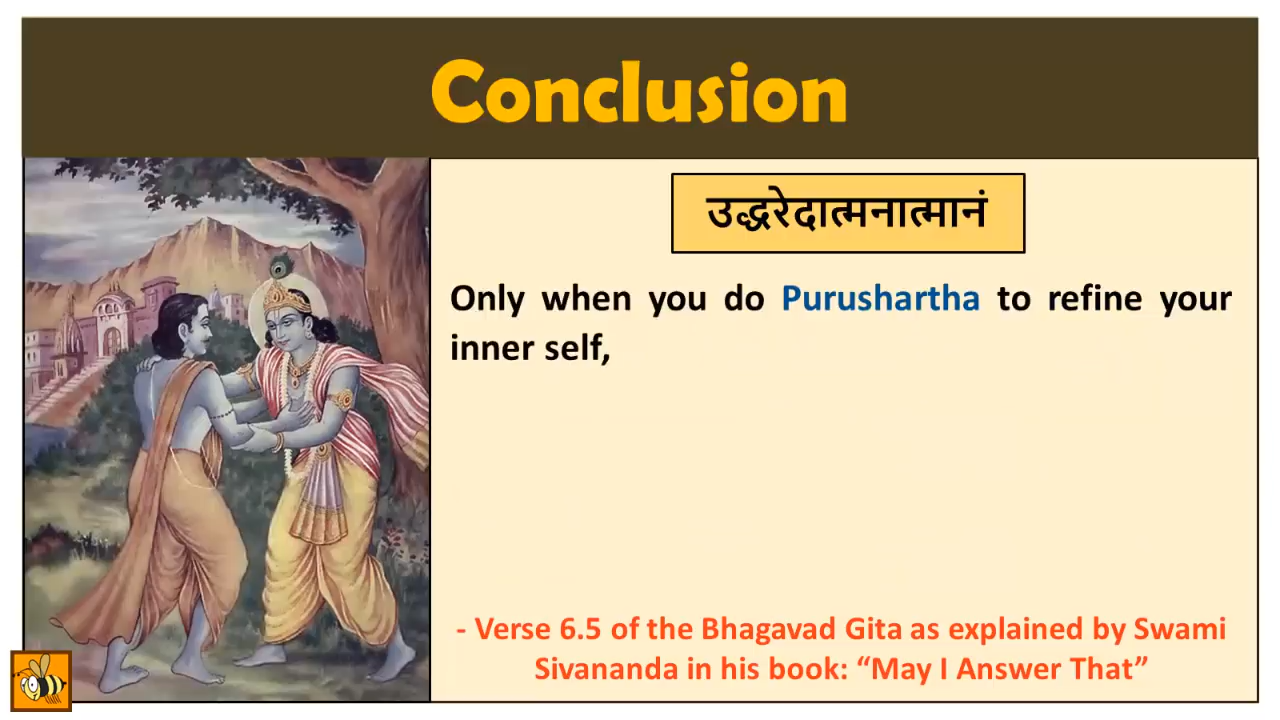 Conclusion
उद्धरेदात्मनात्मानं
Only when you do Purushartha to refine your
inner self,
- Verse 6.5 of the Bhagavad Gita as explained by Swami
Sivananda in his book: “May I Answer That”